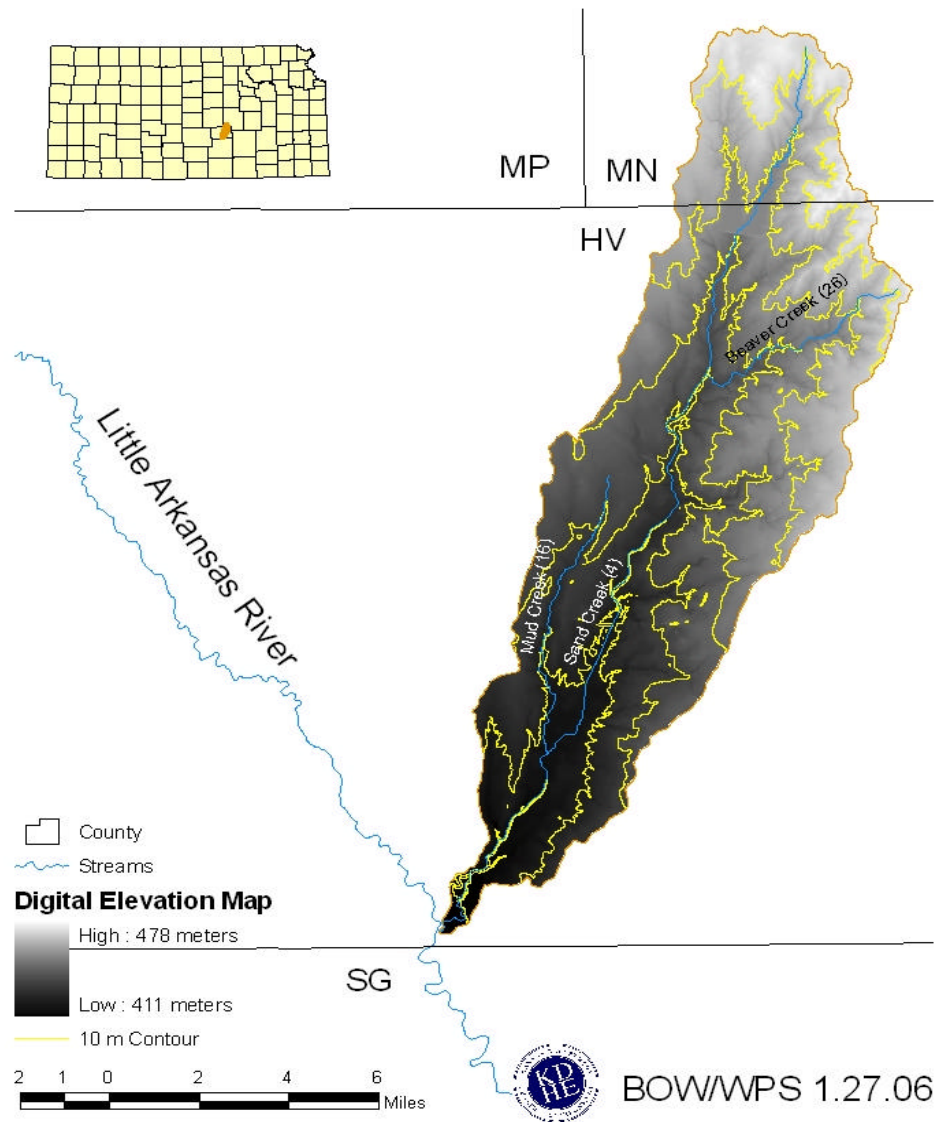 MP
MN
HV
Beaver Creek (26)
Little Arkansas River
Mud Creek (16)
Sand Creek (4)
County
Streams
Digital Elevation Map
High : 478 meters
Low : 411 meters
10 m Contour
SG
2 1 0 2 4 6
Miles
KD
HE
BOW/WPS 1.27.06